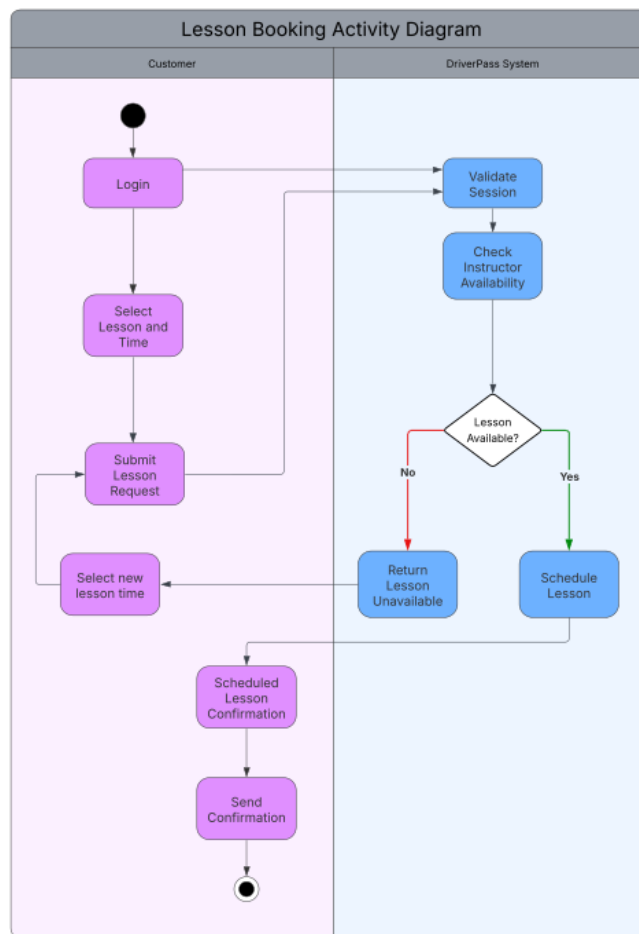 Lesson Booking Activity Diagram
Customer
DriverPass System
Login
Validate
Session
Check
Instructor
Availability
Select
Lesson and
Time
Lesson
Available?
Submit
Lesson
Request
No
Yes
Select new
lesson time
Return
Lesson
Unavailable
Schedule
Lesson
Scheduled
Lesson
Confirmation
Send
Confirmation